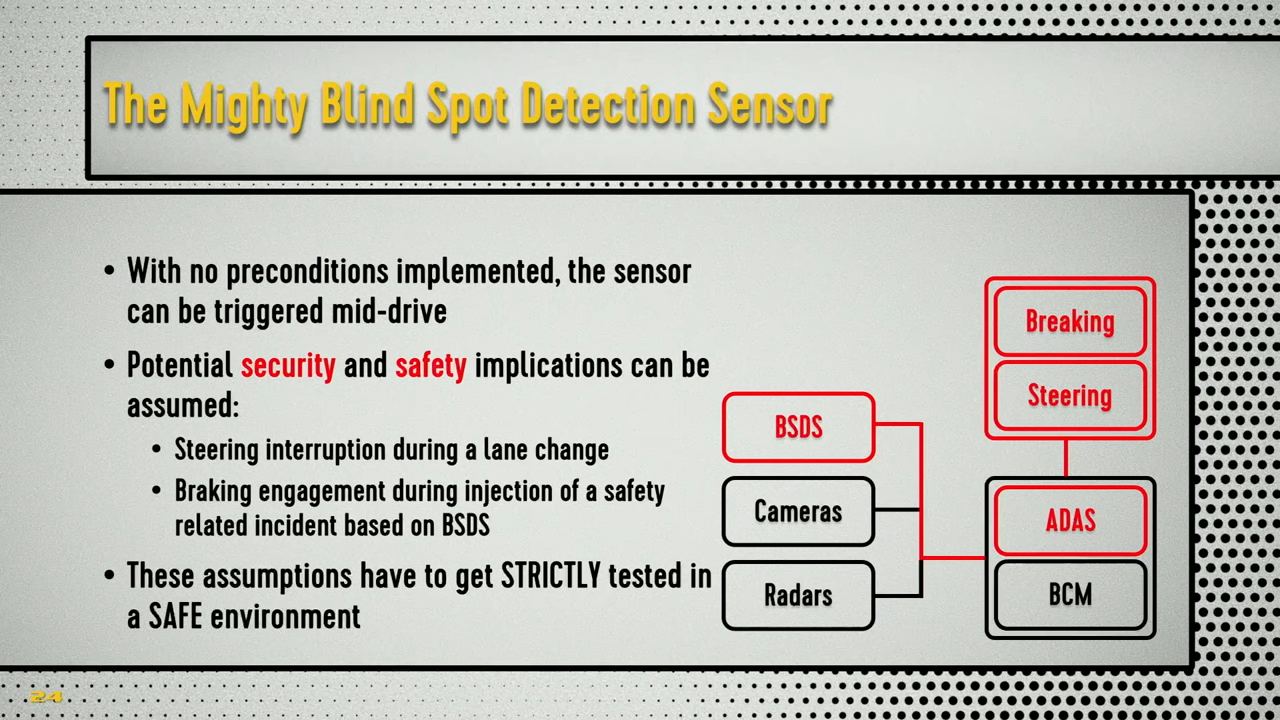 The Mighty Blind Spot Detection Sensor
• With no preconditions implemented, the sensor
can be triggered mid-drive
• Potential security and safety implications can be
assumed:
• Steering interruption during a lane change
• Braking engagement during injection of a safety
related incident based on BSDS
• These assumptions have to get STRICTLY tested in
a SAFE environment
BSDS
Cameras
Radars
Breaking
Steering
ADAS
BCM
24